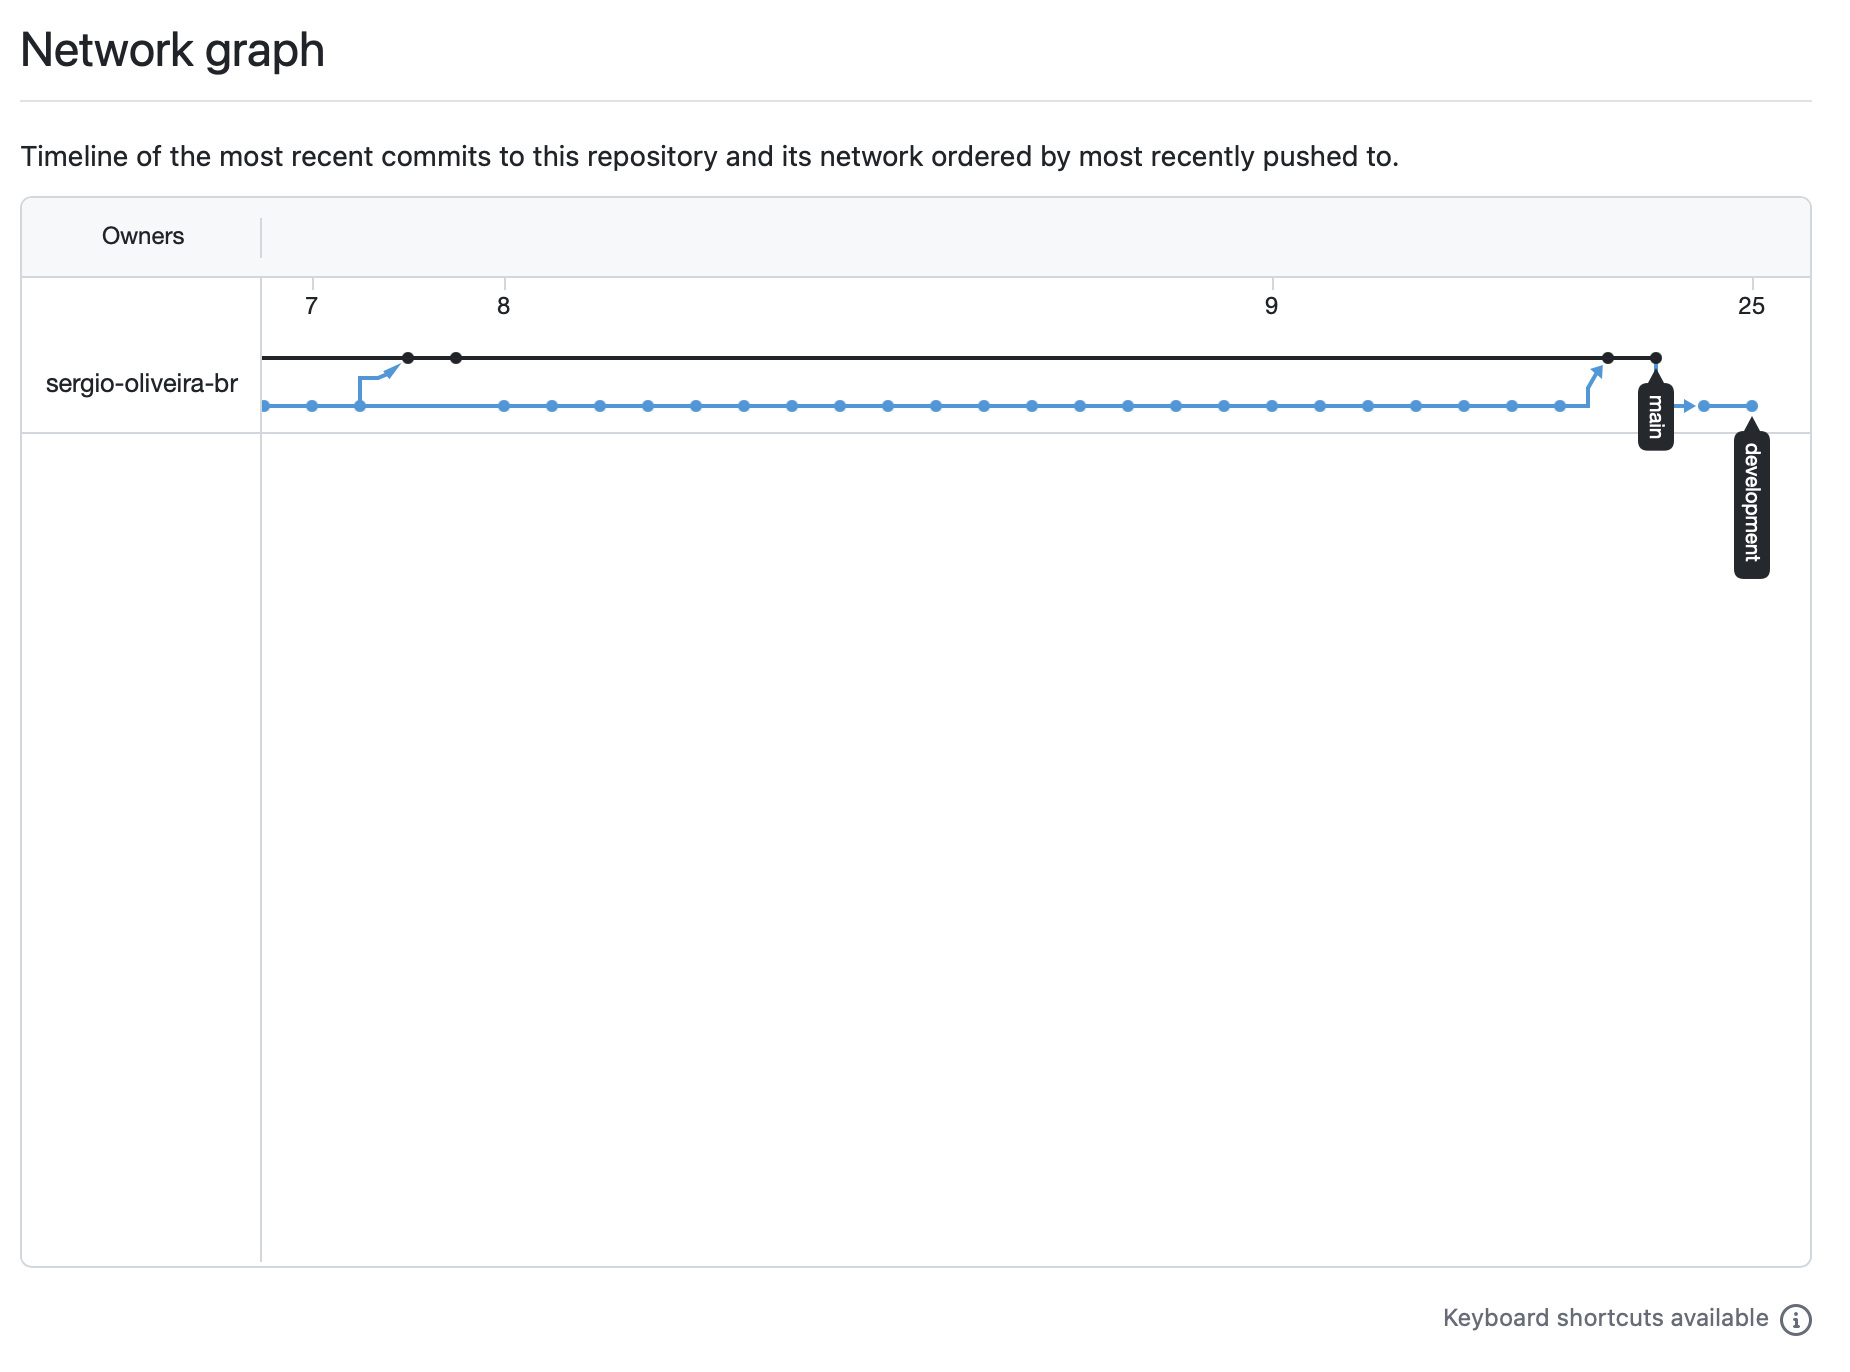 Network graph
Timeline of the most recent commits to this repository and its network ordered by most recently pushed to.
Owners
7 8 9 25
sergio-oliveira-br
main
development
Keyboard shortcuts available